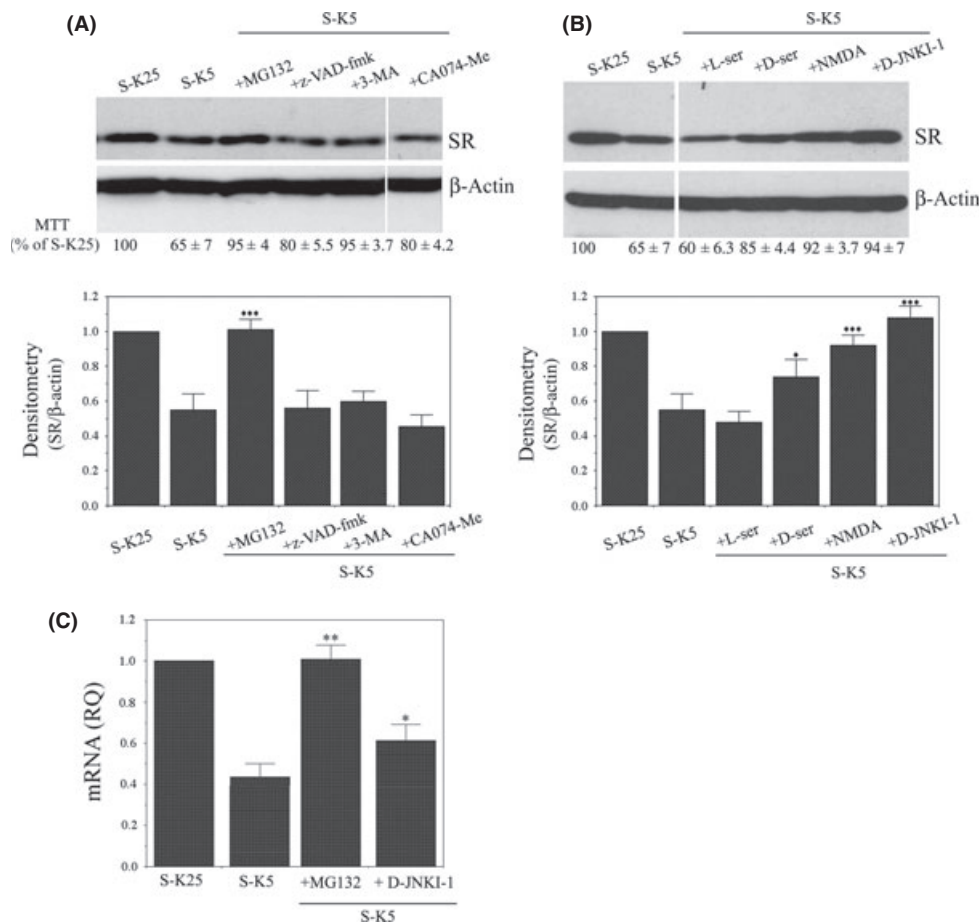 (A)
S-K5
S-K25
S-K5
+MG132
+z-VAD-fmk
+3-MA
+CA074-Me
SR
β-Actin
MTT
(% of S-K25)
100 65 ± 7 95 ± 4 80 ± 5.5 95 ± 3.7 80 ± 4.2
Densitometry
(SR/β-actin)
1.2
1.0
0.8
0.6
0.4
0.2
0.0
***
S-K25
S-K5
+MG132
+z-VAD-fmk
+3-MA
+CA074-Me
S-K5
(B)
S-K5
S-K25
S-K5
+L-ser
+D-ser
+NMDA
+D-JNKI-1
SR
β-Actin
100 65 ± 7 60 ± 6.3 85 ± 4.4 92 ± 3.7 94 ± 7
Densitometry
(SR/β-actin)
1.2
1.0
0.8
0.6
0.4
0.2
0.0
*
***
***
S-K25
S-K5
+L-ser
+D-ser
+NMDA
+D-JNKI-1
S-K5
(C)
mRNA (RQ)
1.2
1.0
0.8
0.6
0.4
0.2
0.0
**
*
S-K25
S-K5
+MG132
+ D-JNKI-1
S-K5